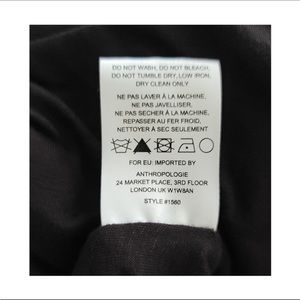 DO NOT WASH, DO NOT BLEACH,
DO NOT TUMBLE DRY, LOW IRON,
DRY CLEAN ONLY
NE PAS LAVER À LA MACHINE,
NE PAS JAVELLISER,
NE PAS SECHER A LA MACHINE,
REPASSER AU FER FROID,
NETTOYER À SEC SEULEMENT
FOR EU: IMPORTED BY
ANTHROPOLOGIE
24 MARKET PLACE, 3RD FLOOR
LONDON UK W1W8AN
STYLE #1560